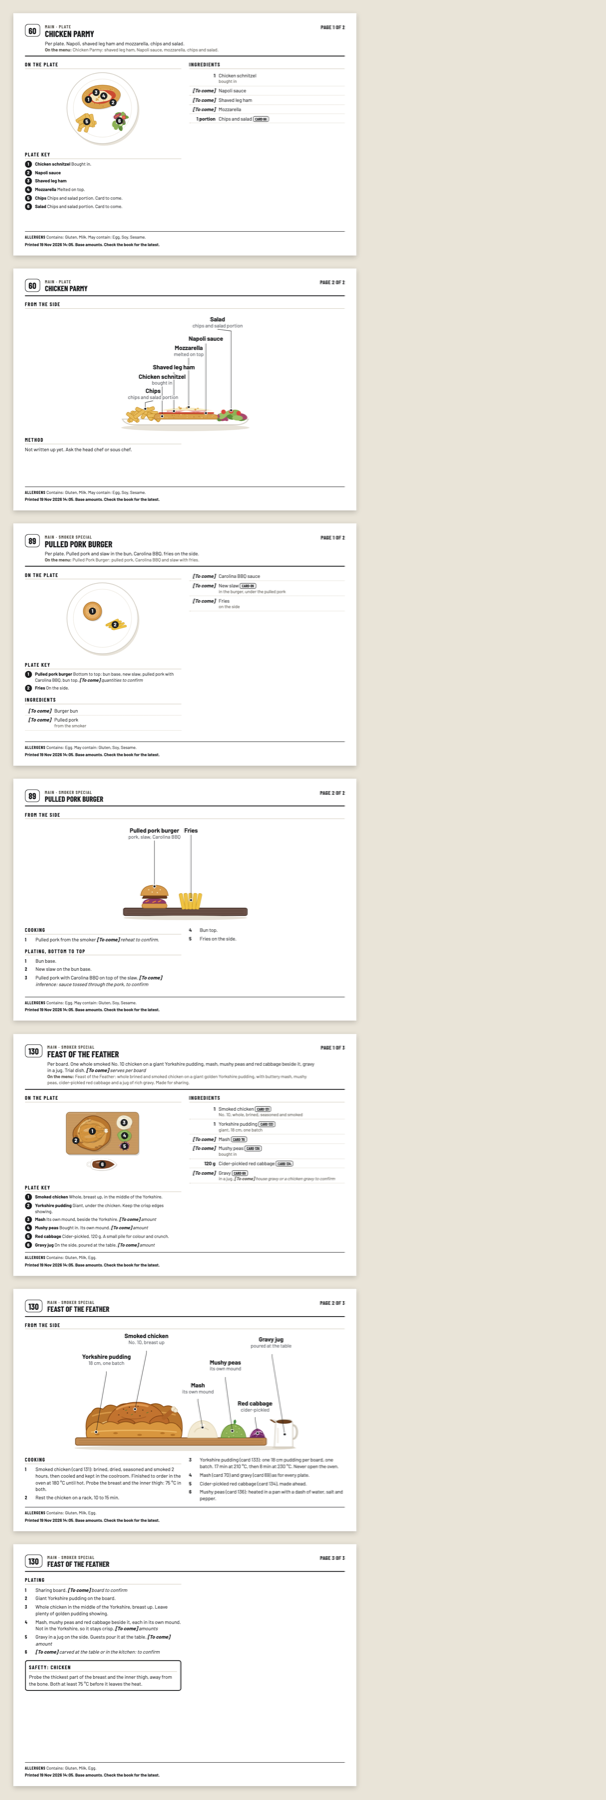 60
MAIN · PLATE
CHICKEN PARMY
PAGE 1 OF 2
Per plate. Napoli, shaved leg ham and mozzarella, chips and salad.
On the menu: Chicken Parmy: shaved leg ham, Napoli sauce, mozzarella, chips and salad.
ON THE PLATE
PLATE KEY
1 Chicken schnitzel Bought in.
2 Napoli sauce
3 Shaved leg ham
4 Mozzarella Melted on top.
5 Chips Chips and salad portion. Card to come.
6 Salad Chips and salad portion. Card to come.
INGREDIENTS
1 Chicken schnitzel
bought in
[To come] Napoli sauce
[To come] Shaved leg ham
[To come] Mozzarella
1 portion Chips and salad
ALLERGENS Contains: Gluten, Milk. May contain: Egg, Soy, Sesame.
Printed 19 Nov 2026 14:05. Base amounts. Check the book for the latest.
60
MAIN · PLATE
CHICKEN PARMY
PAGE 2 OF 2
FROM THE SIDE
Salad
chips and salad portion
Napoli sauce
Mozzarella
melted on top
Shaved leg ham
Chicken schnitzel
bought in
Chips
chips and salad portion
METHOD
Not written up yet. Ask the head chef or sous chef.
ALLERGENS Contains: Gluten, Milk. May contain: Egg, Soy, Sesame.
Printed 19 Nov 2026 14:05. Base amounts. Check the book for the latest.
89
MAIN · SMOKER SPECIAL
PULLED PORK BURGER
PAGE 1 OF 2
Per plate. Pulled pork and slaw in the bun, Carolina BBQ, fries on the side.
On the menu: Pulled Pork Burger: pulled pork, Carolina BBQ and slaw with fries.
ON THE PLATE
1
2
PLATE KEY
1 Pulled pork burger Bottom to top: bun base, new slaw, pulled pork with
Carolina BBQ, bun top. [To come] quantities to confirm
2 Fries On the side.
INGREDIENTS
[To come] Burger bun
[To come] Pulled pork
from the smoker
[To come] Carolina BBQ sauce
[To come] New slaw
in the burger, under the pulled pork
[To come] Fries
on the side
ALLERGENS Contains: Egg. May contain: Gluten, Soy, Sesame.
Printed 19 Nov 2026 14:05. Base amounts. Check the book for the latest.
89
MAIN · SMOKER SPECIAL
PULLED PORK BURGER
PAGE 2 OF 2
FROM THE SIDE
Pulled pork burger
pork, slaw, Carolina BBQ
Fries
COOKING
1 Pulled pork from the smoker [To come] reheat to confirm.
PLATING, BOTTOM TO TOP
1 Bun base.
2 New slaw on the bun base.
3 Pulled pork with Carolina BBQ on top of the slaw. [To come]
inference: sauce tossed through the pork, to confirm
4 Bun top.
5 Fries on the side.
ALLERGENS Contains: Egg. May contain: Gluten, Soy, Sesame.
Printed 19 Nov 2026 14:05. Base amounts. Check the book for the latest.
130
MAIN · SMOKER SPECIAL
FEAST OF THE FEATHER
PAGE 1 OF 3
Per board. One whole smoked No. 10 chicken on a giant Yorkshire pudding, mash, mushy peas and red cabbage beside it, gravy
in a jug. Trial dish. [To come] serves per board
On the menu: Feast of the Feather: whole brined and smoked chicken on a giant golden Yorkshire pudding, with buttery mash, mushy
peas, cider-pickled red cabbage and a jug of rich gravy. Made for sharing.
ON THE PLATE
1
2
3
4
5
6
PLATE KEY
1 Smoked chicken Whole, breast up, in the middle of the Yorkshire.
2 Yorkshire pudding Giant, under the chicken. Keep the crisp edges
showing.
3 Mash Its own mound, beside the Yorkshire. [To come] amount
4 Mushy peas Bought in. Its own mound. [To come] amount
5 Red cabbage Cider-pickled, 120 g. A small pile for colour and crunch.
6 Gravy jug On the side, poured at the table. [To come] amount
INGREDIENTS
1 Smoked chicken
No. 10, whole, brined, seasoned and smoked
1 Yorkshire pudding
giant, 18 cm, one batch
[To come] Mash
[To come] Mushy peas
bought in
120 g Cider-pickled red cabbage
[To come] Gravy
in a jug. [To come] house gravy or a chicken gravy to confirm
ALLERGENS Contains: Gluten, Milk, Egg.
Printed 19 Nov 2026 14:05. Base amounts. Check the book for the latest.
130
MAIN · SMOKER SPECIAL
FEAST OF THE FEATHER
PAGE 2 OF 3
FROM THE SIDE
Smoked chicken
No. 10, breast up
Gravy jug
poured at the table
Yorkshire pudding
18 cm, one batch
Mushy peas
its own mound
Mash
its own mound
Red cabbage
cider-pickled
COOKING
1 Smoked chicken (card 131): brined, dried, seasoned and smoked 2
hours, then cooled and kept in the coolroom. Finished to order in the
oven at 180 °C until hot. Probe the breast and the inner thigh: 75 °C in
both.
2 Rest the chicken on a rack, 10 to 15 min.
3 Yorkshire pudding (card 133): one 18 cm pudding per board, one
batch. 17 min at 210 °C, then 8 min at 230 °C. Never open the oven.
4 Mash (card 75) and gravy (card 68) as for every plate.
5 Cider-pickled red cabbage (card 134), made ahead.
6 Mushy peas (card 136): heated in a pan with a dash of water, salt and
pepper.
ALLERGENS Contains: Gluten, Milk, Egg.
Printed 19 Nov 2026 14:05. Base amounts. Check the book for the latest.
130
MAIN · SMOKER SPECIAL
FEAST OF THE FEATHER
PAGE 3 OF 3
PLATING
1 Sharing board. [To come] board to confirm
2 Giant Yorkshire pudding on the board.
3 Whole chicken in the middle of the Yorkshire, breast up. Leave
plenty of golden pudding showing.
4 Mash, mushy peas and red cabbage beside it, each in its own mound.
Not in the Yorkshire, so it stays crisp. [To come] amounts
5 Gravy in a jug on the side. Guests pour it at the table. [To come]
amount
6 [To come] carved at the table or in the kitchen: to confirm
SAFETY: CHICKEN
Probe the thickest part of the breast and the inner thigh, away from
the bone. Both at least 75 °C before it leaves the heat.
ALLERGENS Contains: Gluten, Milk, Egg.
Printed 19 Nov 2026 14:05. Base amounts. Check the book for the latest.